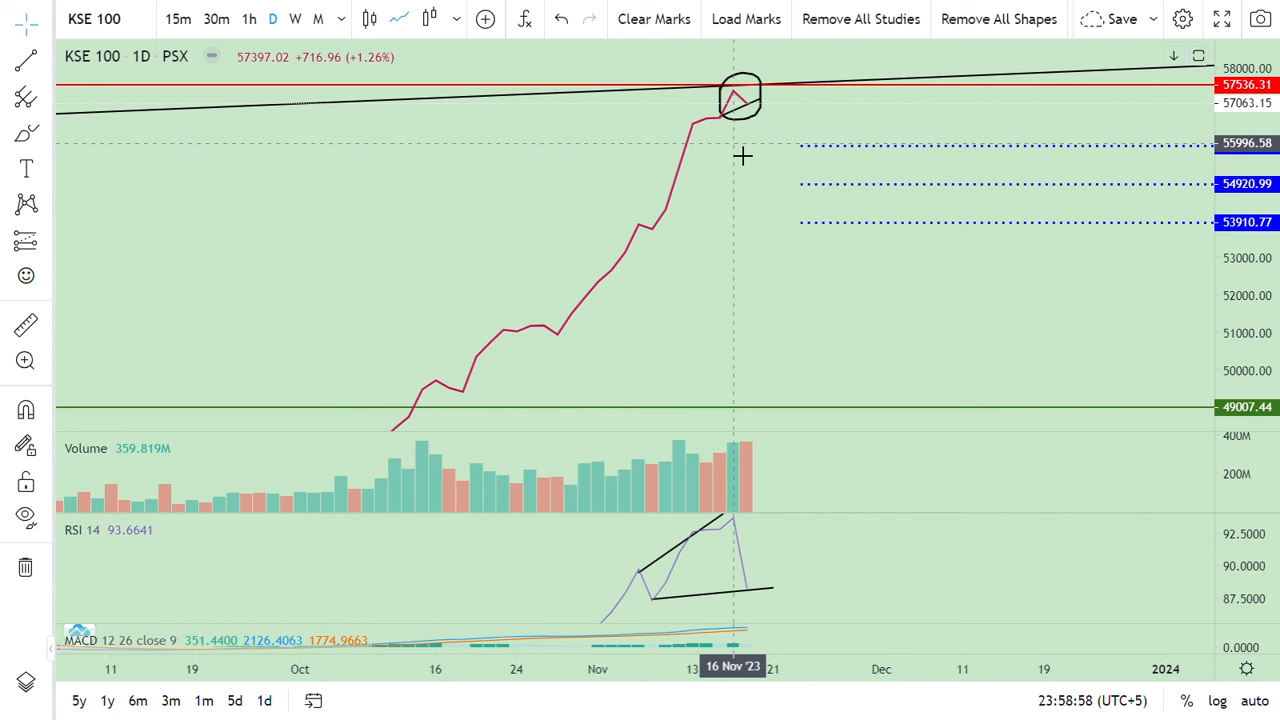 KSE 100 15m 30m 1h D W M Clear Marks Load Marks Remove All Studies Remove All Shapes Save
KSE 100 1D PSX 57397.02 +716.96 (+1.26%)
58000.00
57536.31
57063.15
55996.58
54920.99
53910.77
53000.00
52000.00
51000.00
50000.00
49007.44
Volume 359.819M
400M
200M
RSI 14 93.6641
92.5000
90.0000
87.5000
MACD 12 26 close 9 351.4400 2126.4063 1774.9663
0.0000
11 19 Oct 16 24 Nov 13 16 Nov '23 21 Dec 11 19 2024
5y 1y 6m 3m 1m 5d 1d 23:58:58 (UTC+5) % log auto